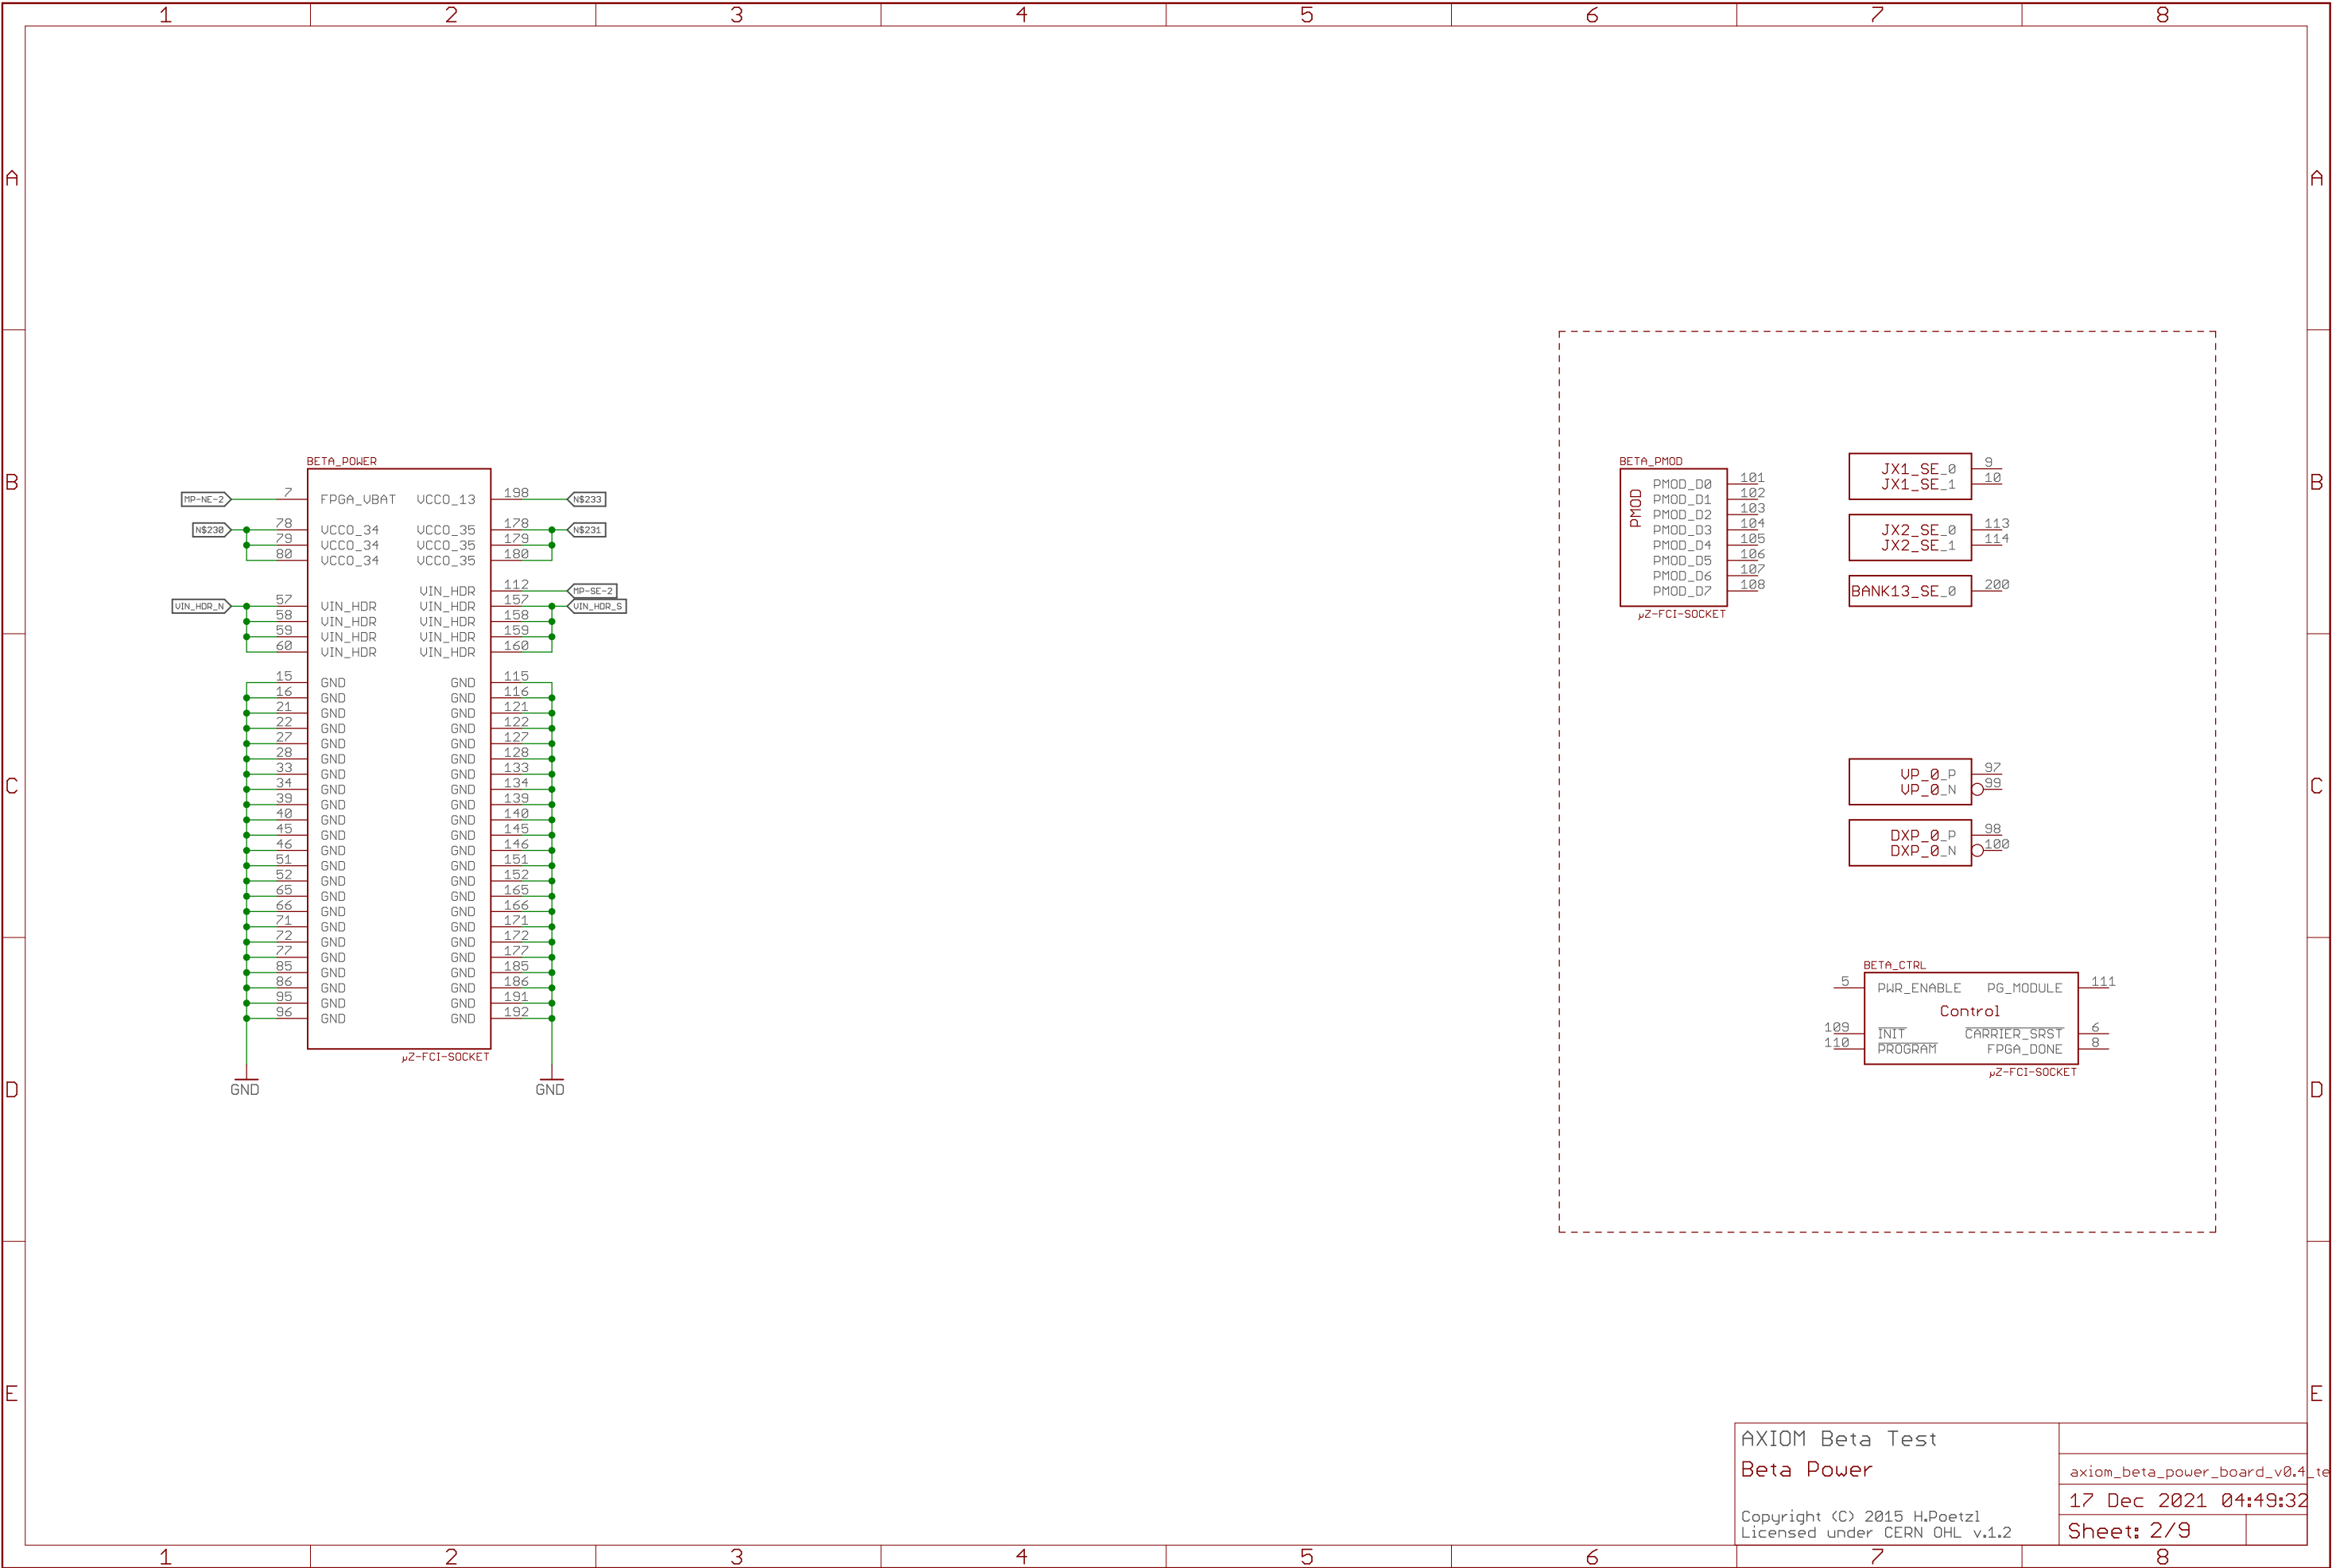 1 2 3 4 5 6 7 8
A A
B B
C C
D D
E E
BETA_POWER
MP-NE-2 7 FPGA_VBAT VCCO_13 198 N$233
N$230 78 VCCO_34 VCCO_35 178 N$231
79 VCCO_34 VCCO_35 179
80 VCCO_34 VCCO_35 180
VIN_HDR 112 MP-SE-2
VIN_HDR_N 57 VIN_HDR VIN_HDR 157 VIN_HDR_S
58 VIN_HDR VIN_HDR 158
59 VIN_HDR VIN_HDR 159
60 VIN_HDR VIN_HDR 160
15 GND GND 115
16 GND GND 116
21 GND GND 121
22 GND GND 122
27 GND GND 127
28 GND GND 128
33 GND GND 133
34 GND GND 134
39 GND GND 139
40 GND GND 140
45 GND GND 145
46 GND GND 146
51 GND GND 151
52 GND GND 152
65 GND GND 165
66 GND GND 166
71 GND GND 171
72 GND GND 172
77 GND GND 177
85 GND GND 185
86 GND GND 186
95 GND GND 191
96 GND GND 192
µZ-FCI-SOCKET
GND GND
BETA_PMOD
PMOD
PMOD_D0 101
PMOD_D1 102
PMOD_D2 103
PMOD_D3 104
PMOD_D4 105
PMOD_D5 106
PMOD_D6 107
PMOD_D7 108
µZ-FCI-SOCKET
JX1_SE_0 9
JX1_SE_1 10
JX2_SE_0 113
JX2_SE_1 114
BANK13_SE_0 200
VP_0_P 97
VP_0_N 99
DXP_0_P 98
DXP_0_N 100
BETA_CTRL
5 PWR_ENABLE PG_MODULE 111
Control
109 INIT CARRIER_SRST 6
110 PROGRAM FPGA_DONE 8
µZ-FCI-SOCKET
AXIOM Beta Test
Beta Power
Copyright (C) 2015 H.Poetzl
Licensed under CERN OHL v.1.2
axiom_beta_power_board_v0.4_te
17 Dec 2021 04:49:32
Sheet: 2/9
1 2 3 4 5 6 7 8